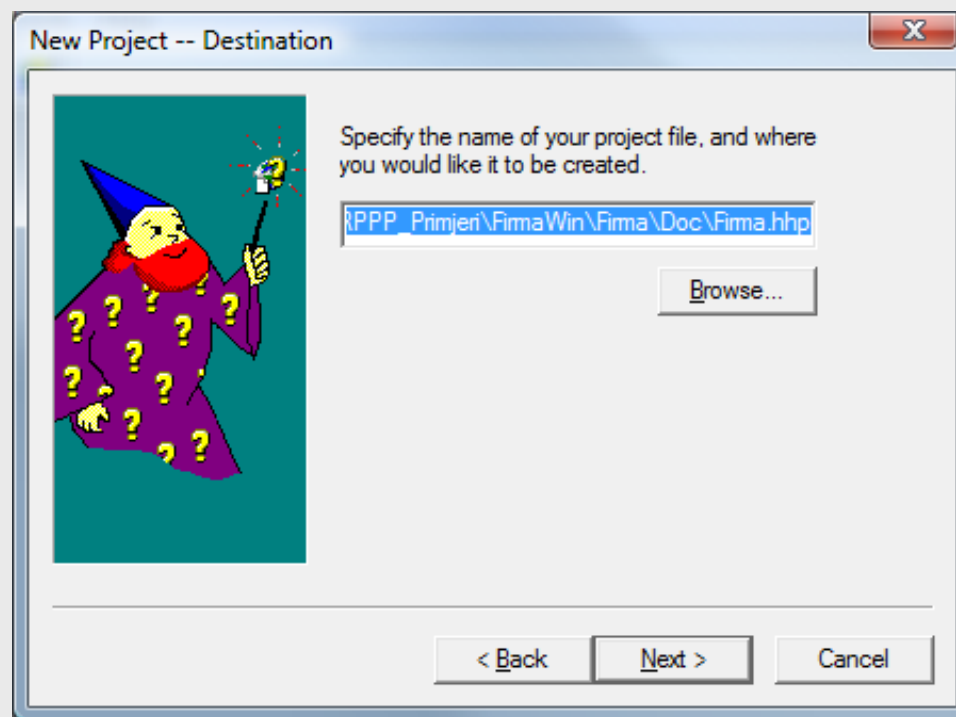 New Project -- Destination
Specify the name of your project file, and where
you would like it to be created.
RPPP_Primjeri\FirmaWin\Firma\Doc\Firma.hhp
Browse...
< Back
Next >
Cancel